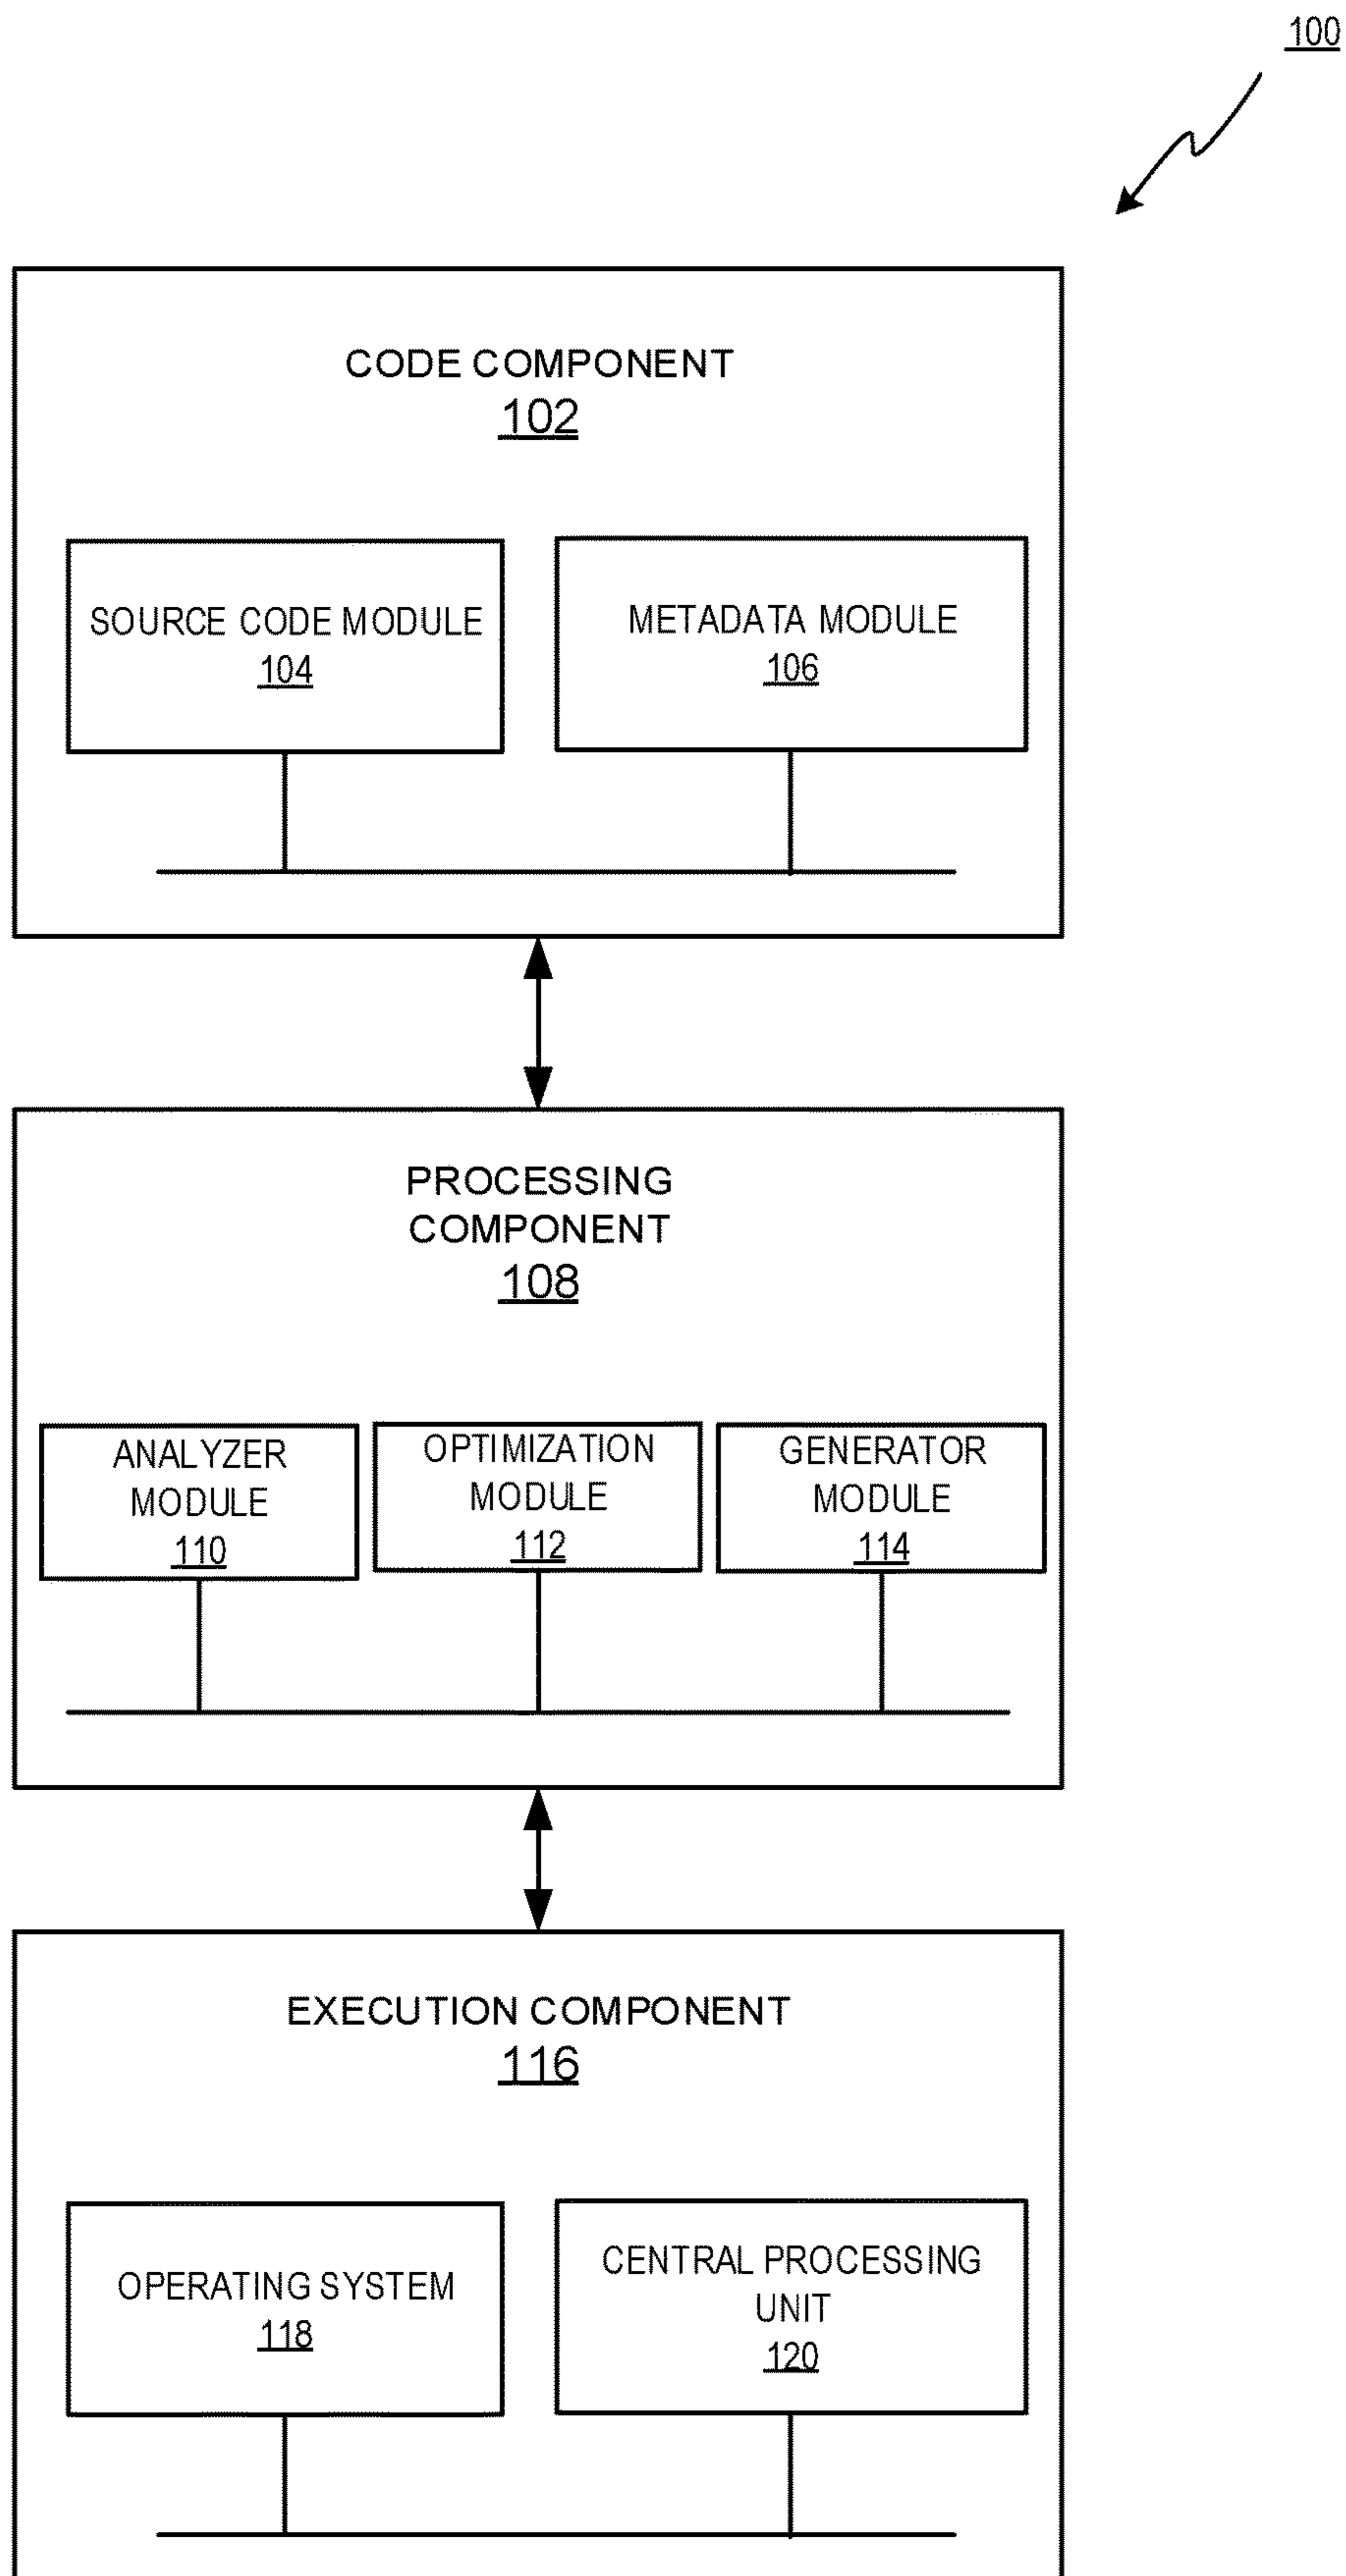 100
CODE COMPONENT
102
SOURCE CODE MODULE
104
METADATA MODULE
106
PROCESSING
COMPONENT
108
ANALYZER
MODULE
110
OPTIMIZATION
MODULE
112
GENERATOR
MODULE
114
EXECUTION COMPONENT
116
OPERATING SYSTEM
118
CENTRAL PROCESSING
UNIT
120